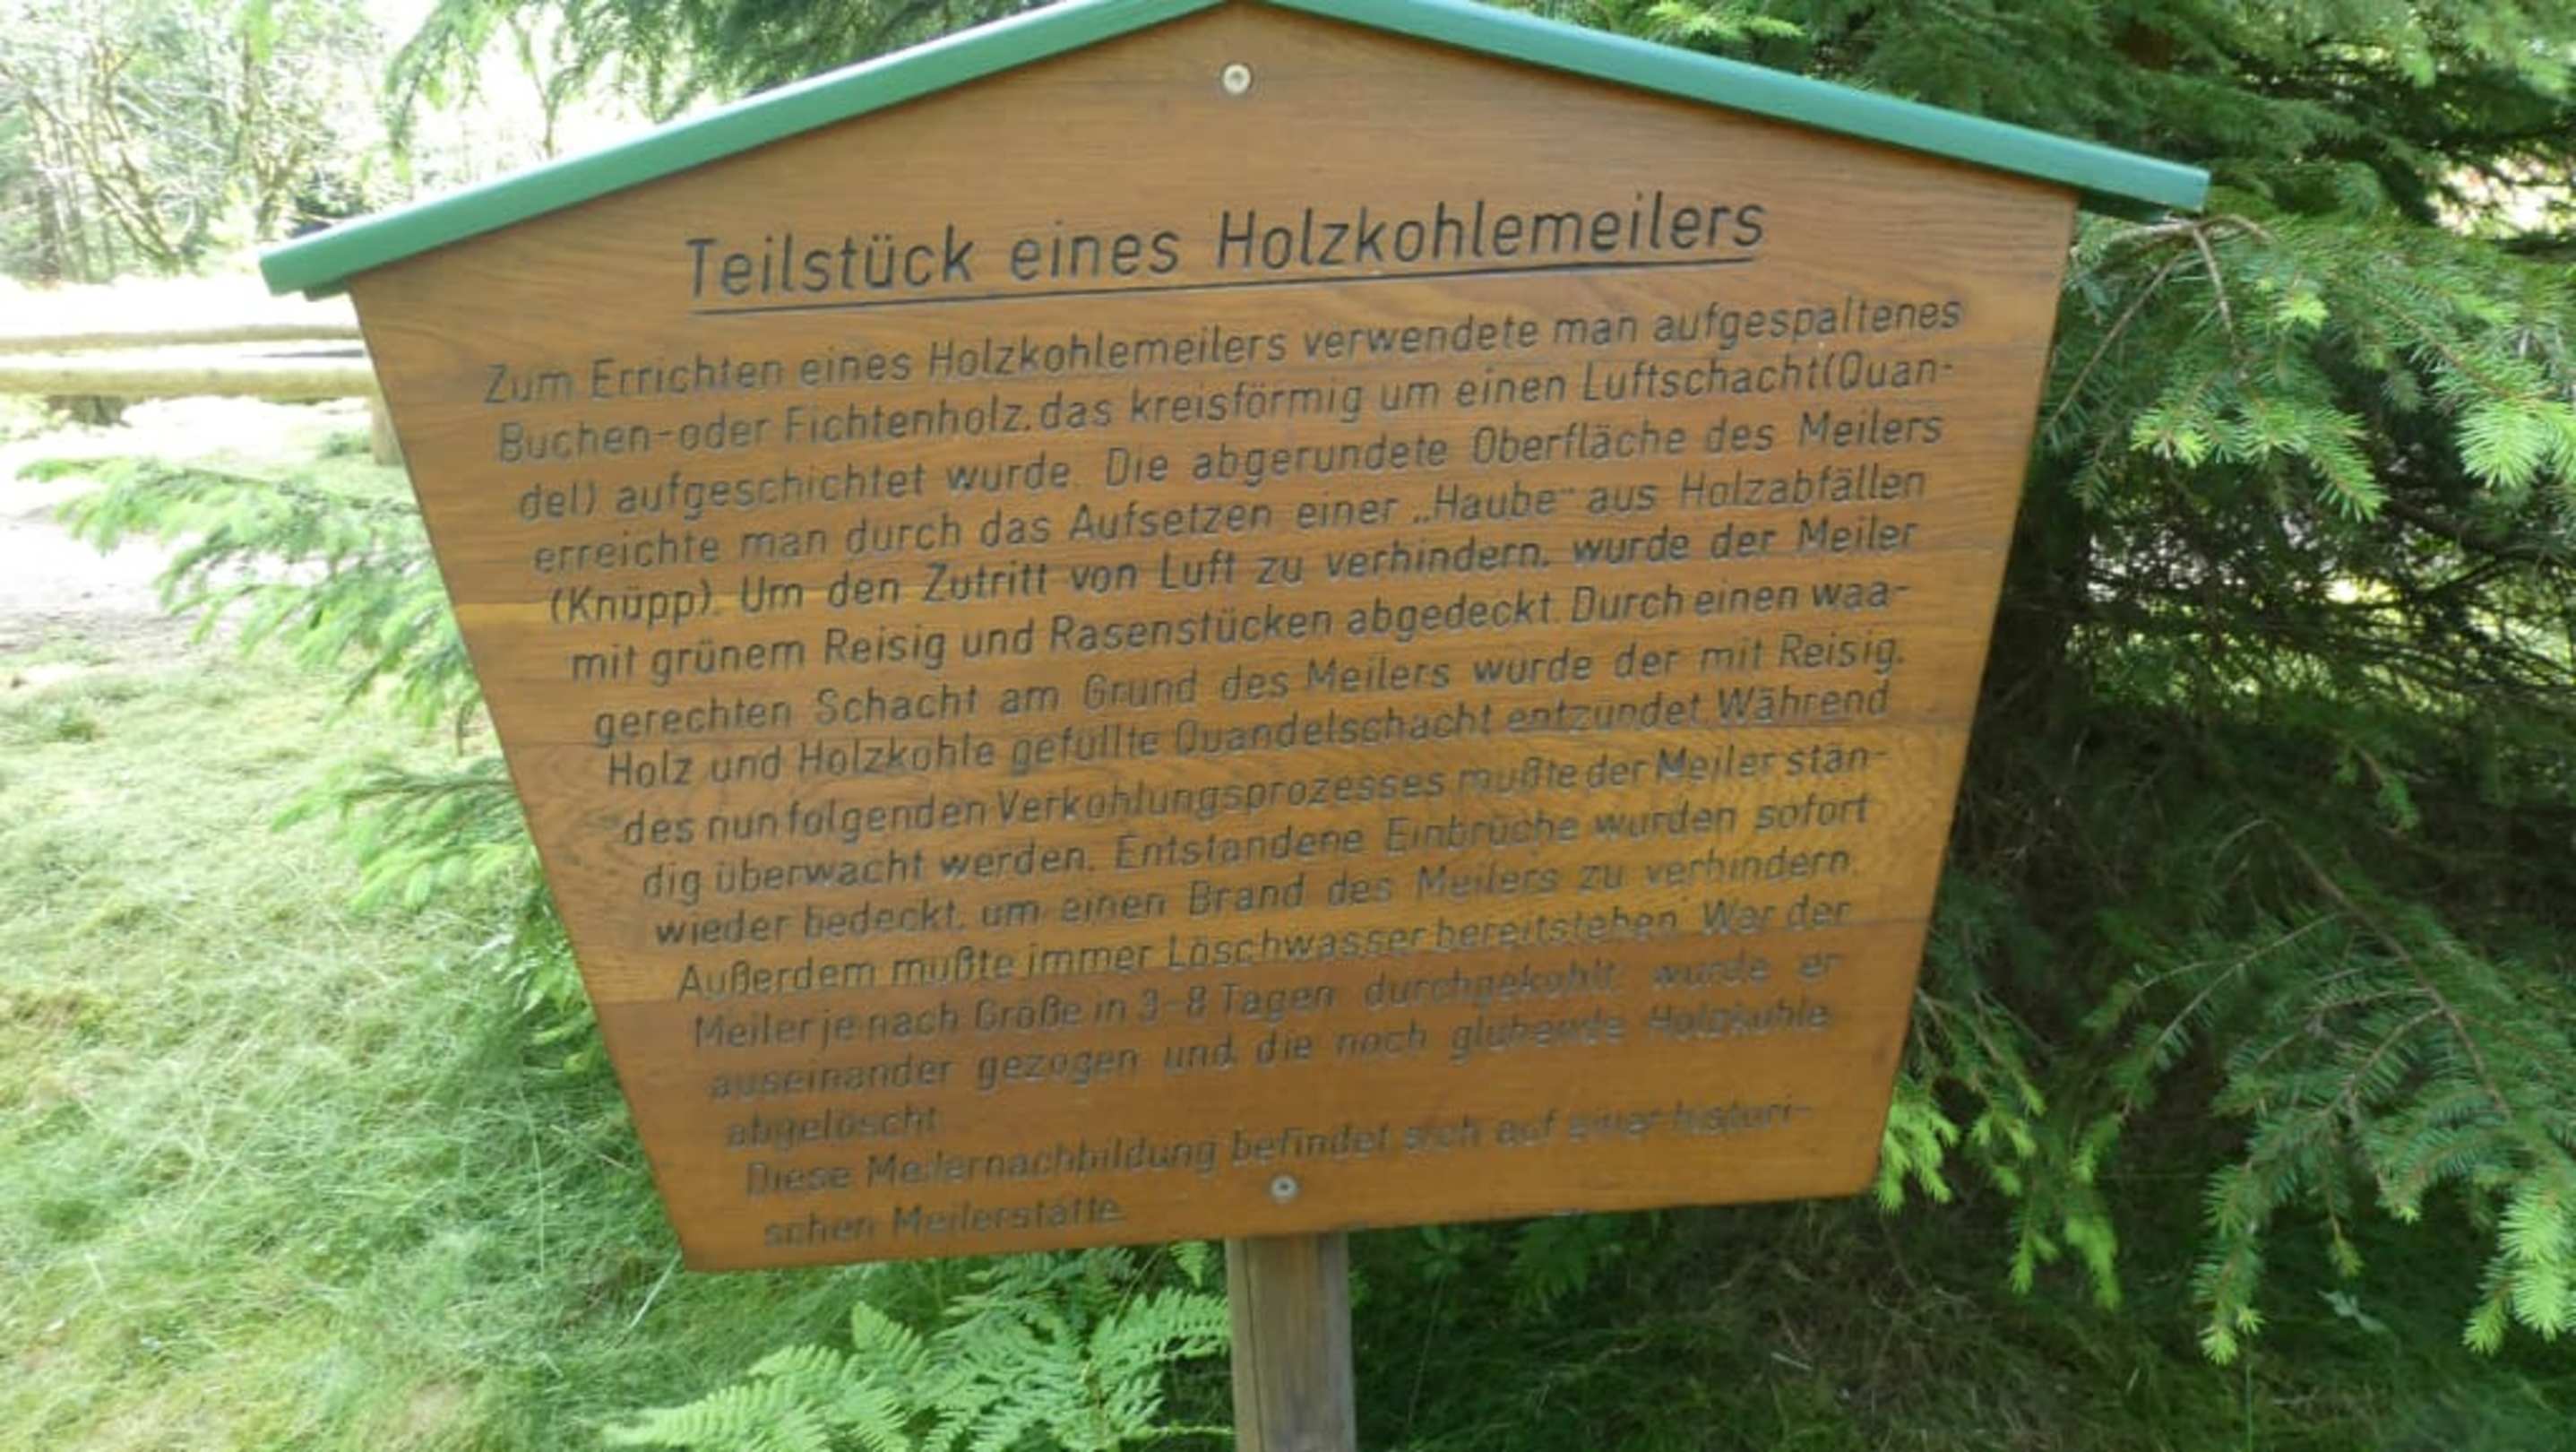 Teilstück eines Holzkohlemeilers
Zum Errichten eines Holzkohlemeilers verwendete man aufgespaltenes
Buchen-oder Fichtenholz, das kreisförmig um einen Luftschacht(Quan-
del) aufgeschichtet wurde. Die abgerundete Oberfläche des Meilers
erreichte man durch das Aufsetzen einer „Haube" aus Holzabfällen
(Knüpp). Um den Zutritt von Luft zu verhindern, wurde der Meiler
mit grünem Reisig und Rasenstücken abgedeckt. Durch einen waa-
gerechten Schacht am Grund des Meilers wurde der mit Reisig,
Holz und Holzkohle gefüllte Quandelschacht entzündet. Während
des nun folgenden Verkohlungsprozesses mußte der Meiler stän-
dig überwacht werden. Entstandene Einbrüche wurden sofort
wieder bedeckt, um einen Brand des Meilers zu verhindern.
Außerdem mußte immer Löschwasser bereitstehen. War der
Meiler je nach Größe in 3-8 Tagen durchgekohlt, wurde er
auseinander gezogen und die noch glühende Holzkohle
abgelöscht.
Diese Meilernachbildung befindet sich auf einer histori-
schen Meilerstätte.